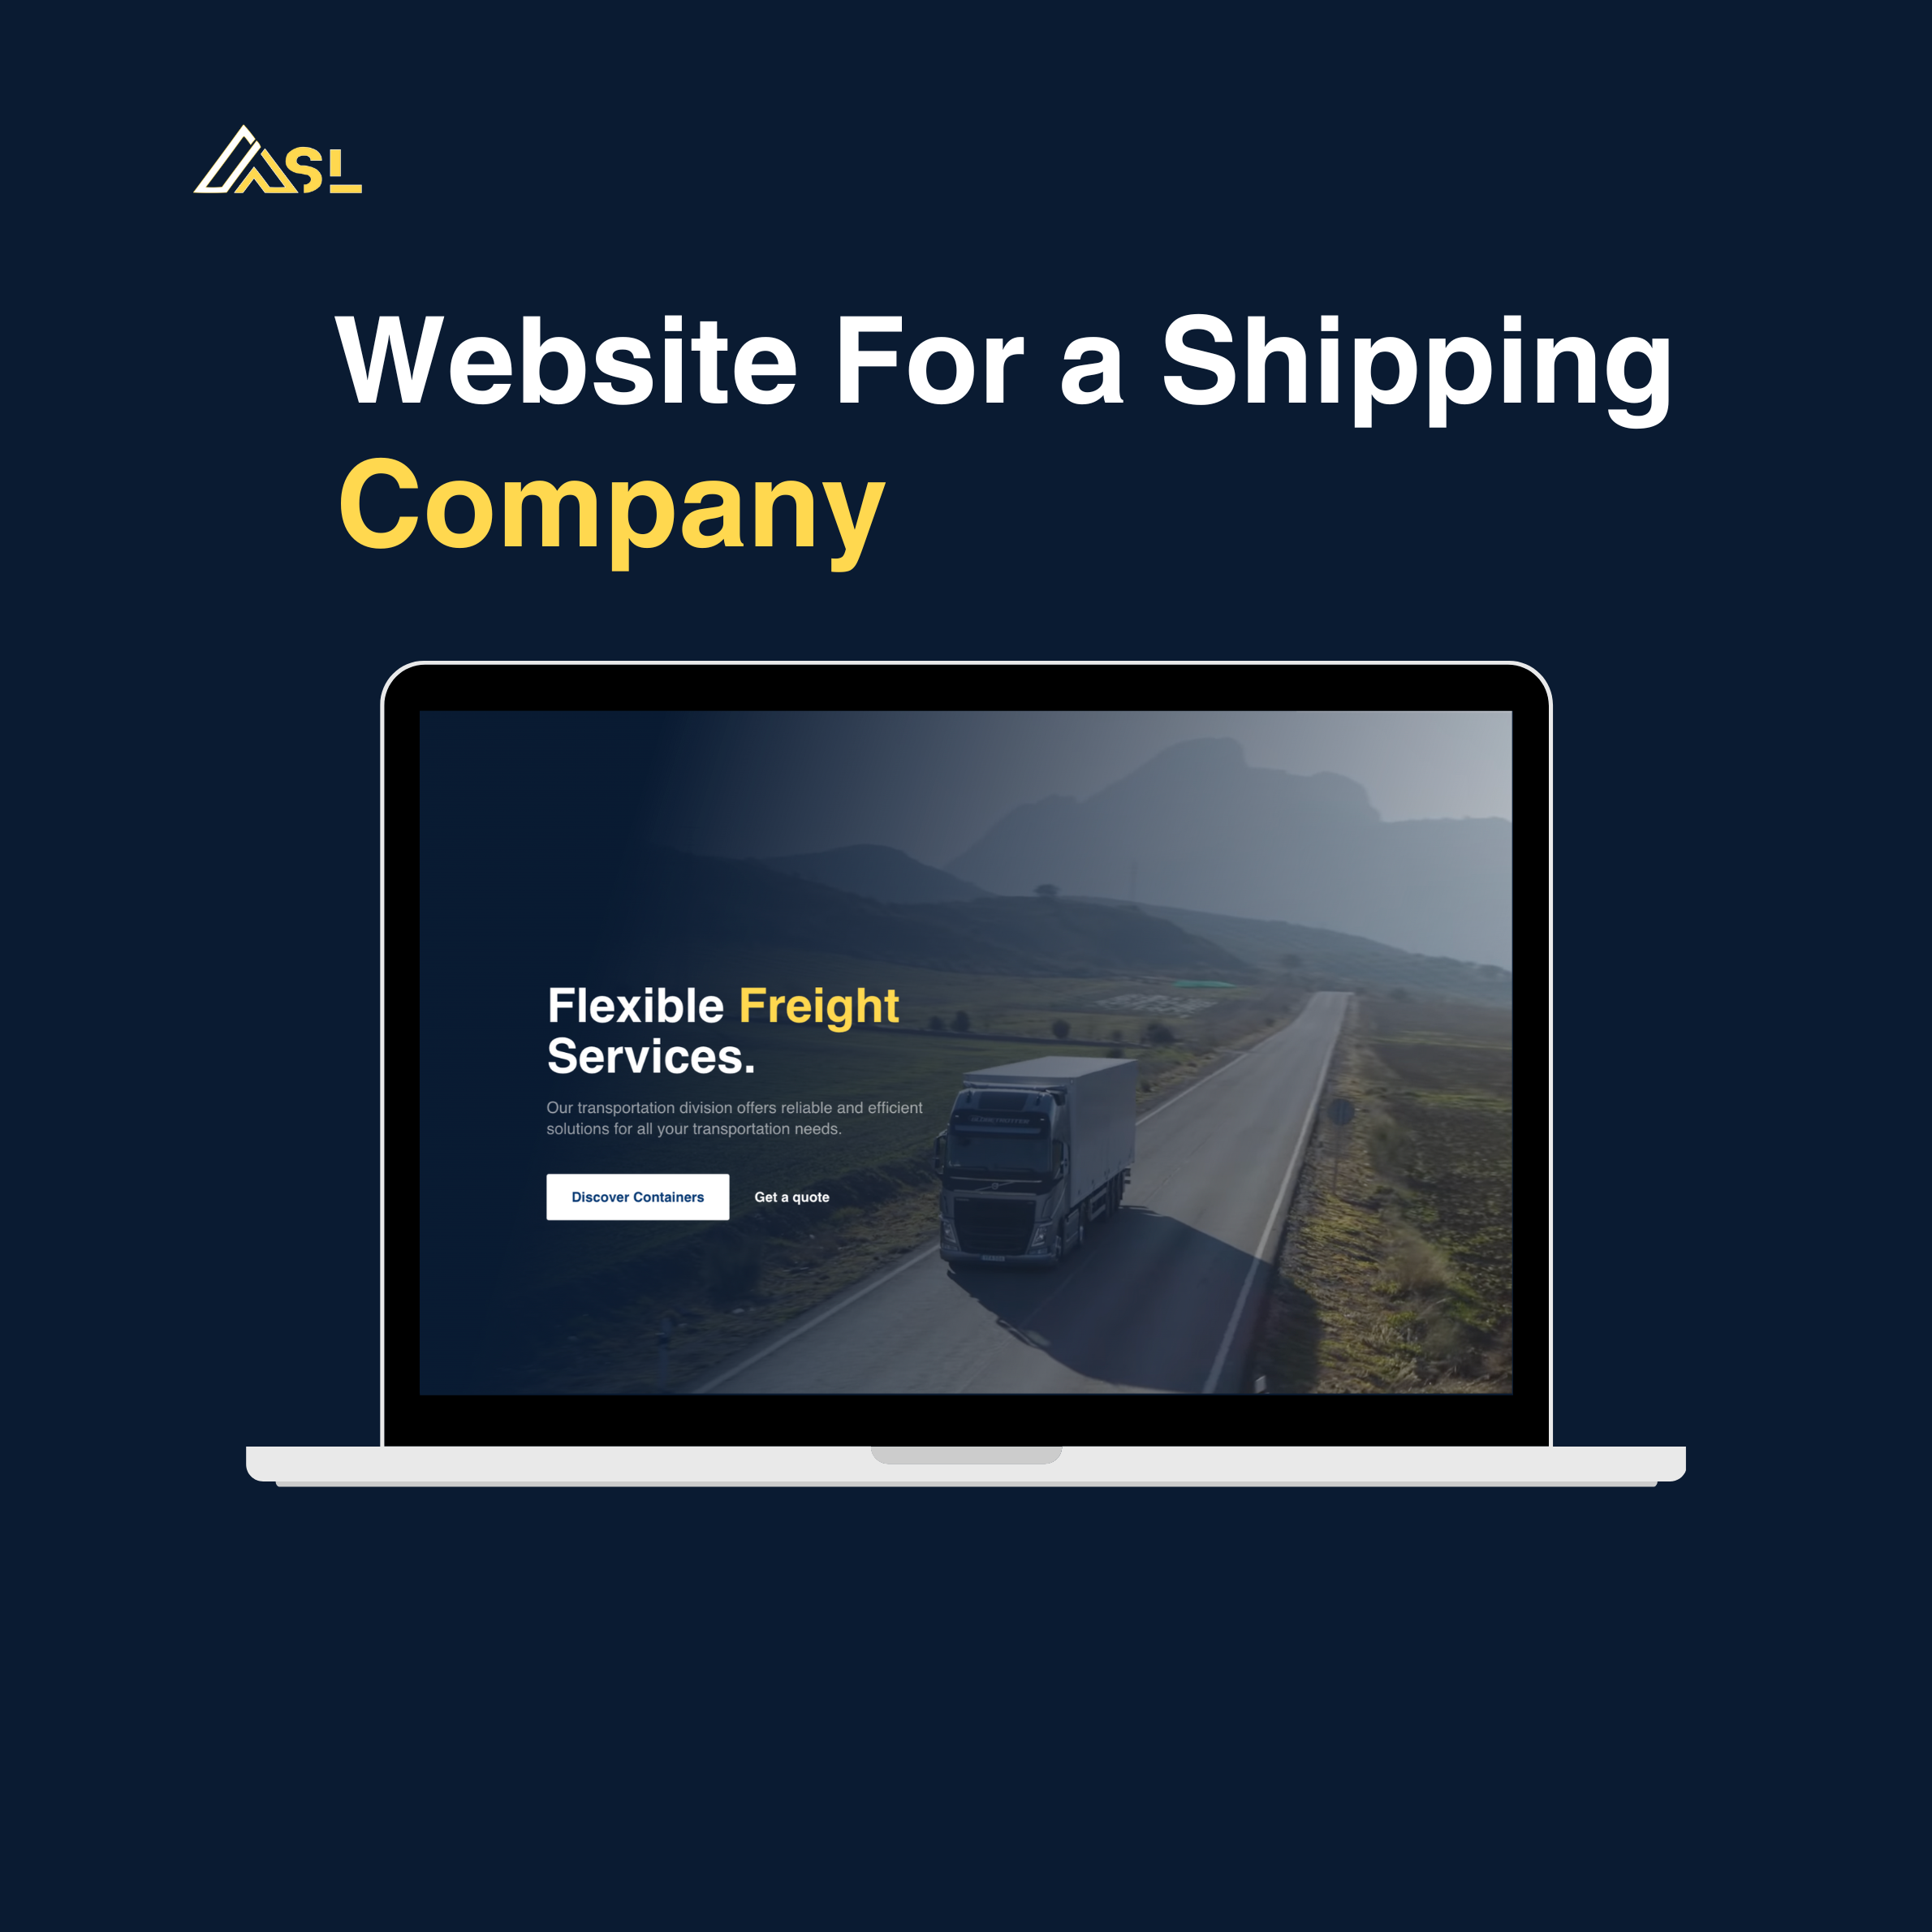 ASL
Website For a Shipping
Company
Flexible Freight
Services.
Our transportation division offers reliable and efficient
solutions for all your transportation needs.
Discover Containers
Get a quote